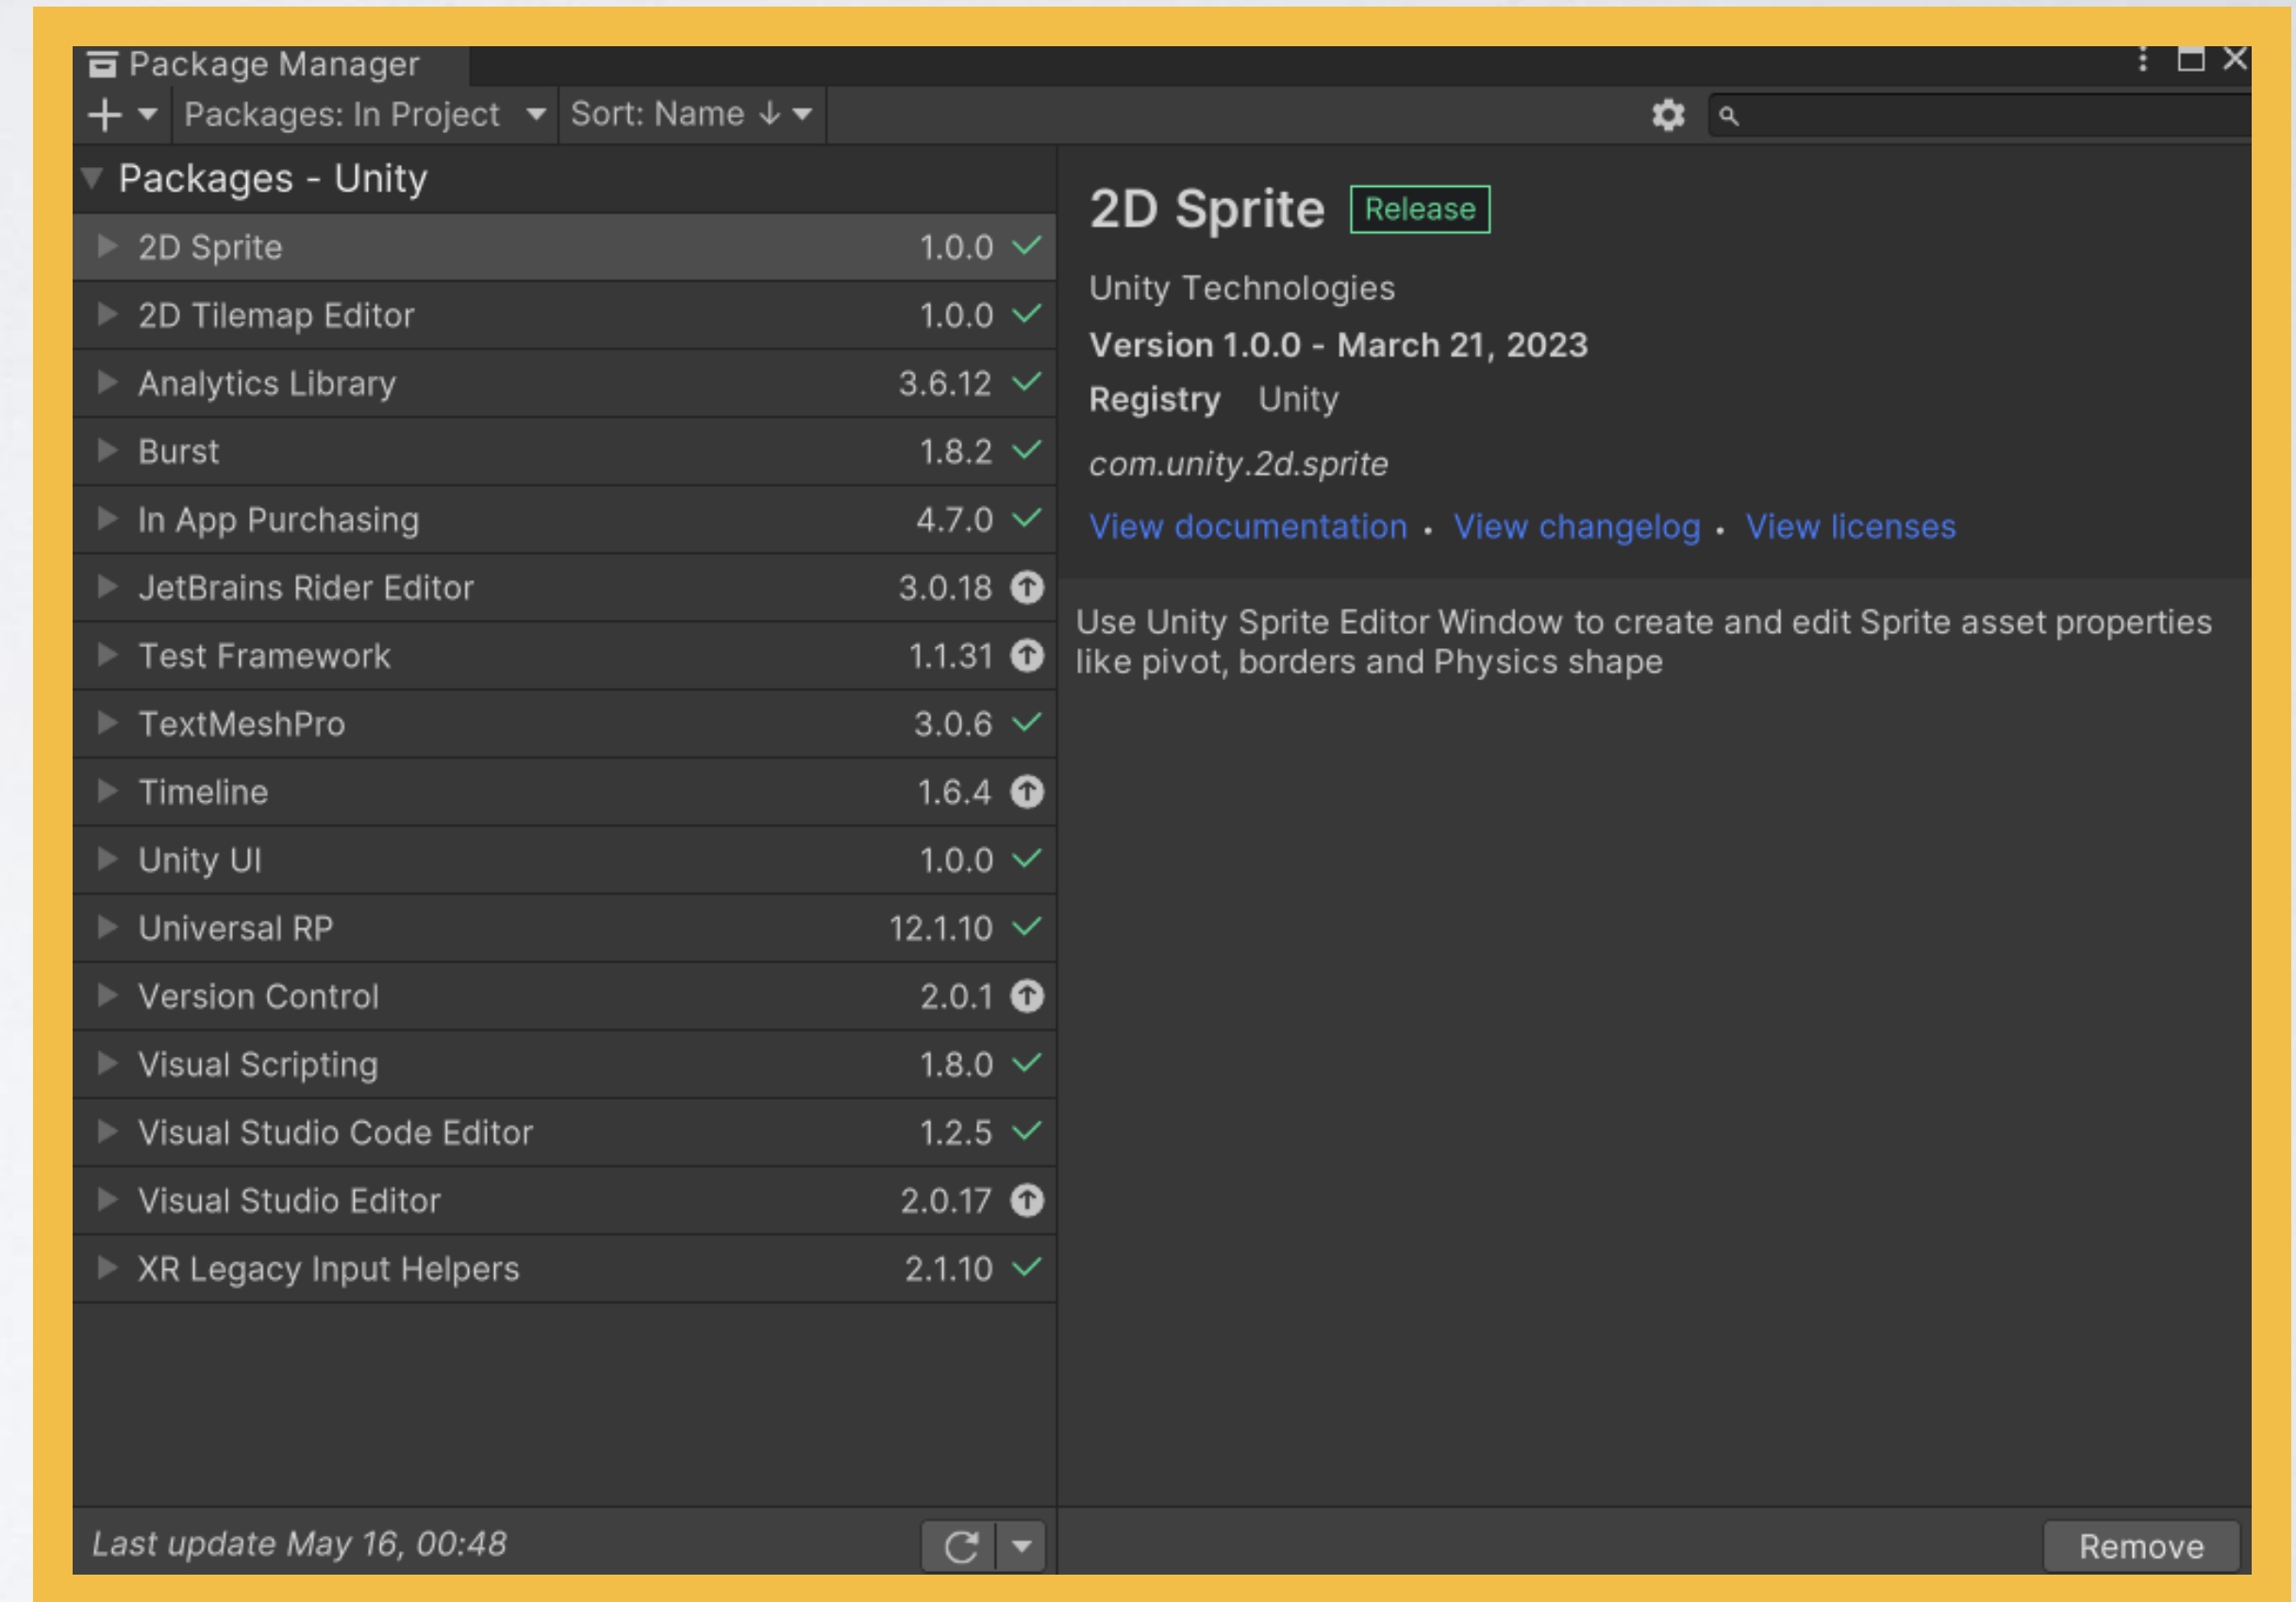 Package Manager
Packages: In Project
Sort: Name ↓
Packages - Unity
2D Sprite 1.0.0
2D Tilemap Editor 1.0.0
Analytics Library 3.6.12
Burst 1.8.2
In App Purchasing 4.7.0
JetBrains Rider Editor 3.0.18
Test Framework 1.1.31
TextMeshPro 3.0.6
Timeline 1.6.4
Unity UI 1.0.0
Universal RP 12.1.10
Version Control 2.0.1
Visual Scripting 1.8.0
Visual Studio Code Editor 1.2.5
Visual Studio Editor 2.0.17
XR Legacy Input Helpers 2.1.10
Last update May 16, 00:48
2D Sprite Release
Unity Technologies
Version 1.0.0 - March 21, 2023
Registry Unity
com.unity.2d.sprite
View documentation • View changelog • View licenses
Use Unity Sprite Editor Window to create and edit Sprite asset properties
like pivot, borders and Physics shape
Remove